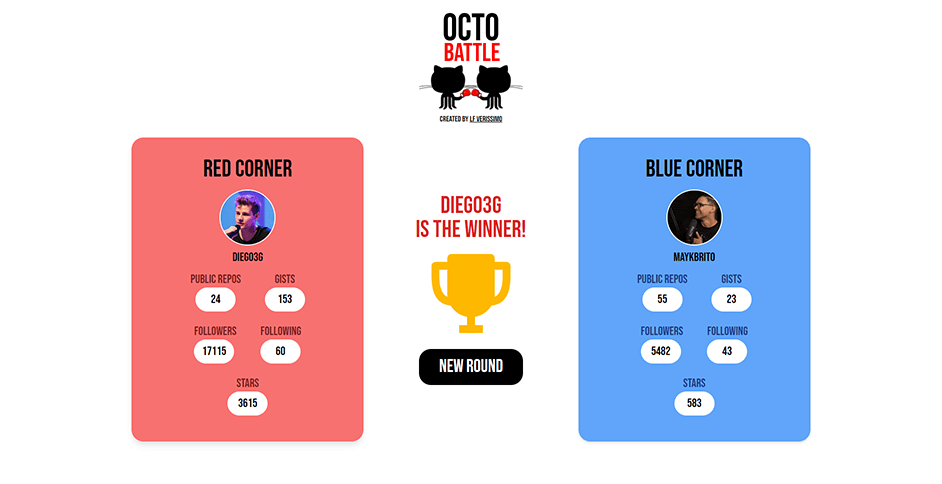 OCTO
BATTLE
CREATED BY LF VERISSIMO
RED CORNER
DIEGO3G
PUBLIC REPOS GISTS
24 153
FOLLOWERS FOLLOWING
17115 60
STARS
3615
DIEGO3G
IS THE WINNER!
NEW ROUND
BLUE CORNER
MAYKBRITO
PUBLIC REPOS GISTS
55 23
FOLLOWERS FOLLOWING
5482 43
STARS
583